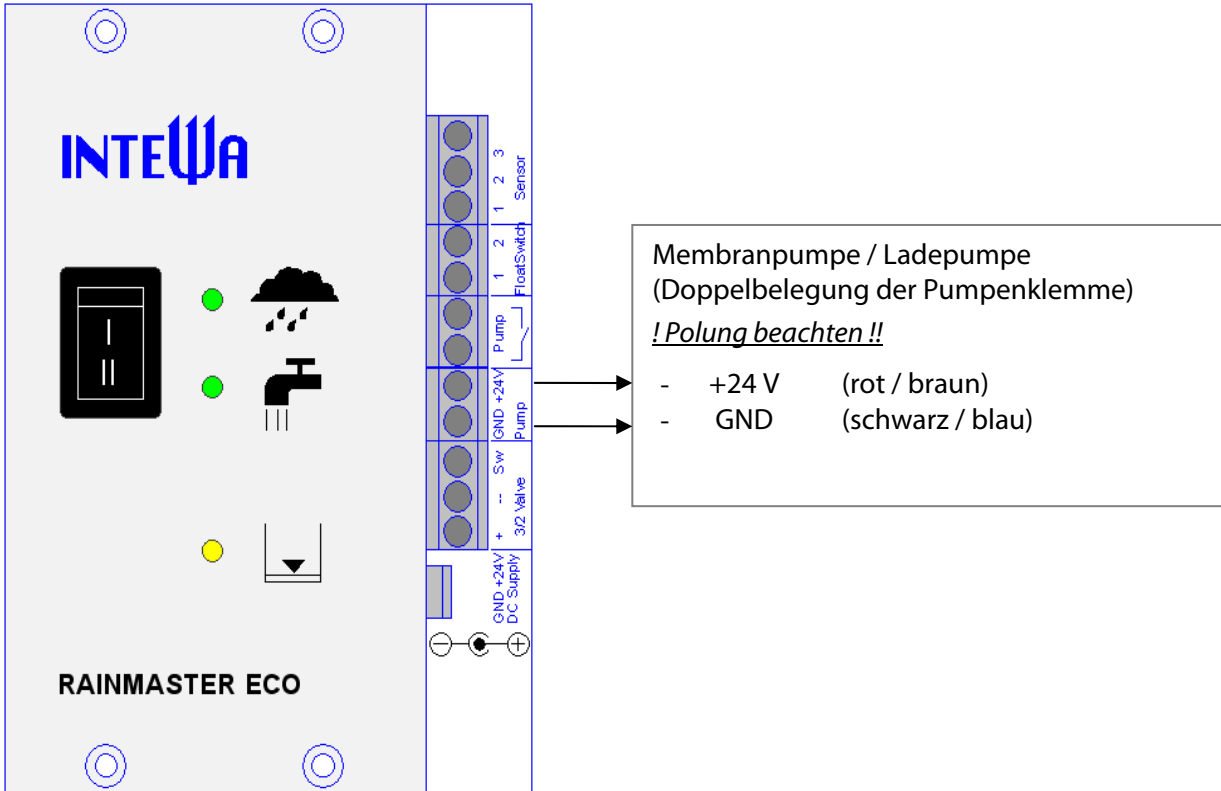 INTEWA
I
II
RAINMASTER ECO
1 2 3
Sensor
1 2
FloatSwitch
Pump
GND +24V
Pump
+ -- Sw
3/2 Valve
GND +24V
DC Supply
Membranpumpe / Ladepumpe
(Doppelbelegung der Pumpenklemme)
! Polung beachten !!
- +24 V (rot / braun)
- GND (schwarz / blau)